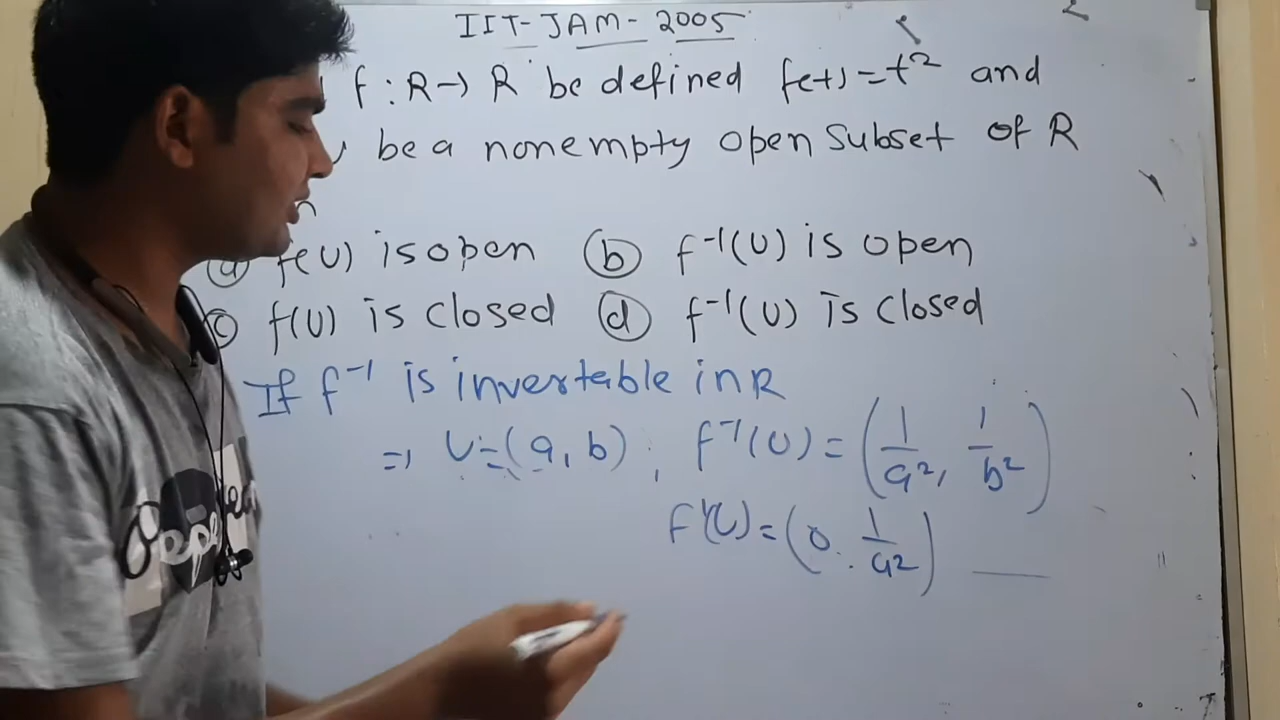 IIT-JAM-2005
f : R→ R be defined f(t)=t² and
be a nonempty open subset of R
n
ⓐ f(U) is open ⓑ f⁻¹(U) is open
ⓒ f(U) is closed ⓓ f⁻¹(U) is closed
If f⁻¹ is invertable in R
⇒ U=(a, b), f⁻¹(U) = (1/a², 1/b²)
f⁻¹(U)=(0, 1/a²)